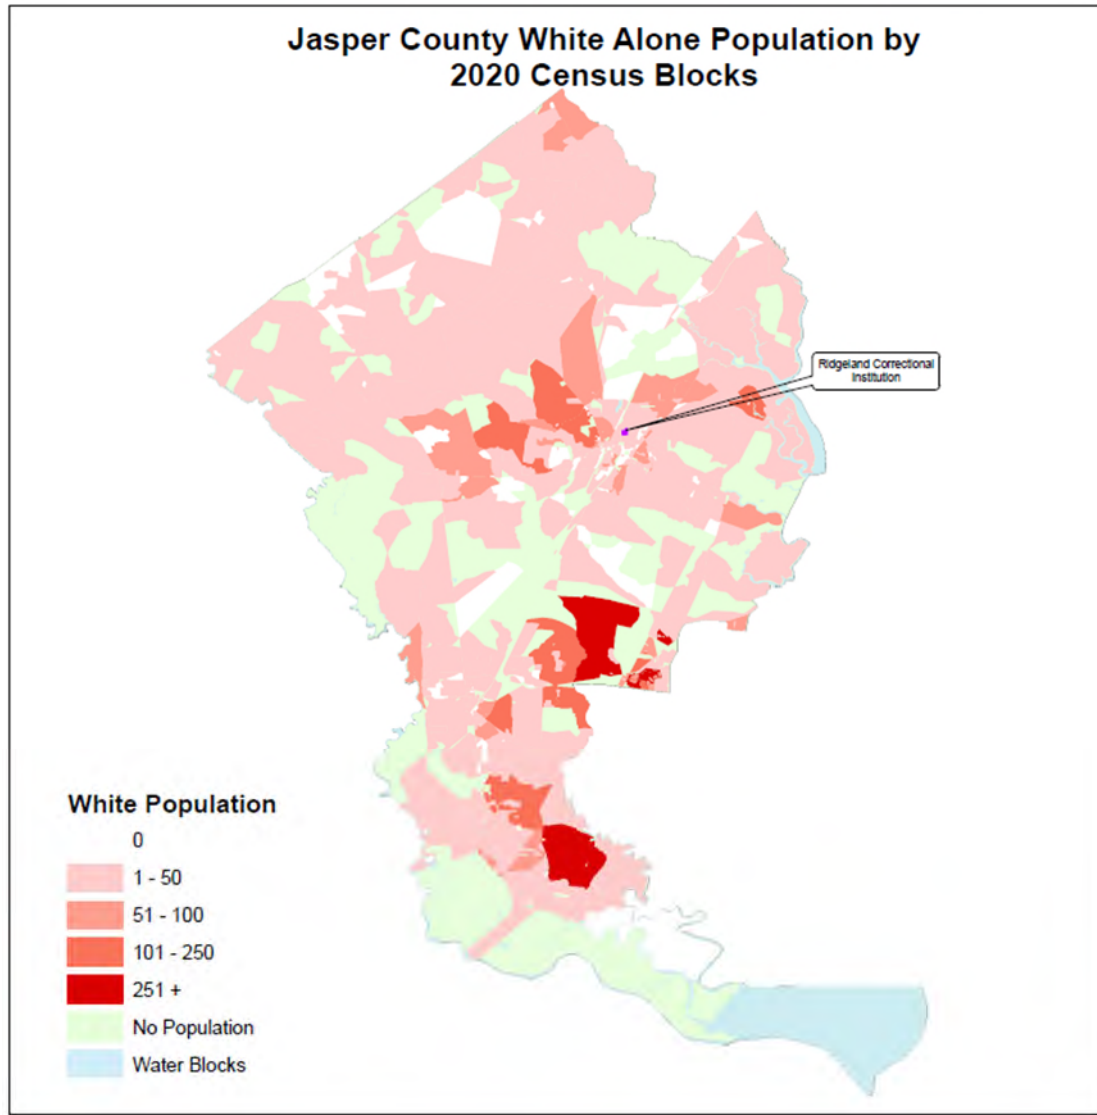 Jasper County White Alone Population by
2020 Census Blocks
Ridgeland Correctional
Institution
White Population
0
1 - 50
51 - 100
101 - 250
251 +
No Population
Water Blocks